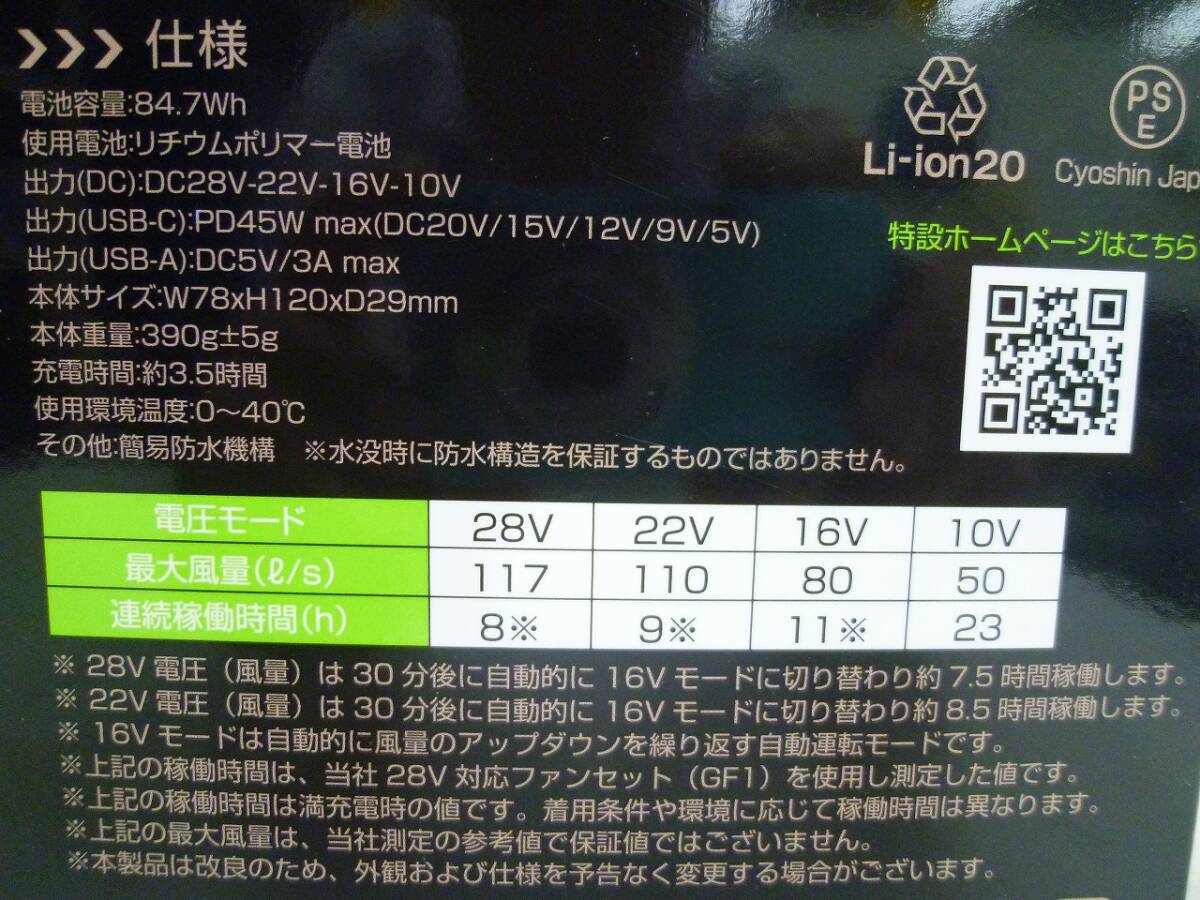 >>> 仕様
電池容量:84.7Wh
使用電池:リチウムポリマー電池
出力(DC):DC28V-22V-16V-10V
出力(USB-C):PD45W max(DC20V/15V/12V/9V/5V)
出力(USB-A):DC5V/3A max
本体サイズ:W78xH120xD29mm
本体重量:390g±5g
充電時間:約3.5時間
使用環境温度:0～40℃
その他:簡易防水機構 ※水没時に防水構造を保証するものではありません。
Li-ion20
PS
E
Cyoshin Jap
特設ホームページはこちら
電圧モード 28V 22V 16V 10V
最大風量(ℓ/s) 117 110 80 50
連続稼働時間(h) 8※ 9※ 11※ 23
※ 28V 電圧（風量）は 30 分後に自動的に 16V モードに切り替わり約 7.5 時間稼働します。
※ 22V 電圧（風量）は 30 分後に自動的に 16V モードに切り替わり約 8.5 時間稼働します。
※ 16V モードは自動的に風量のアップダウンを繰り返す自動運転モードです。
※上記の稼働時間は、当社 28V 対応ファンセット（GF1）を使用し測定した値です。
※上記の稼働時間は満充電時の値です。着用条件や環境に応じて稼働時間は異なります。
※上記の最大風量は、当社測定の参考値で保証値ではございません。
※本製品は改良のため、外観および仕様を予告なく変更する場合がございます。